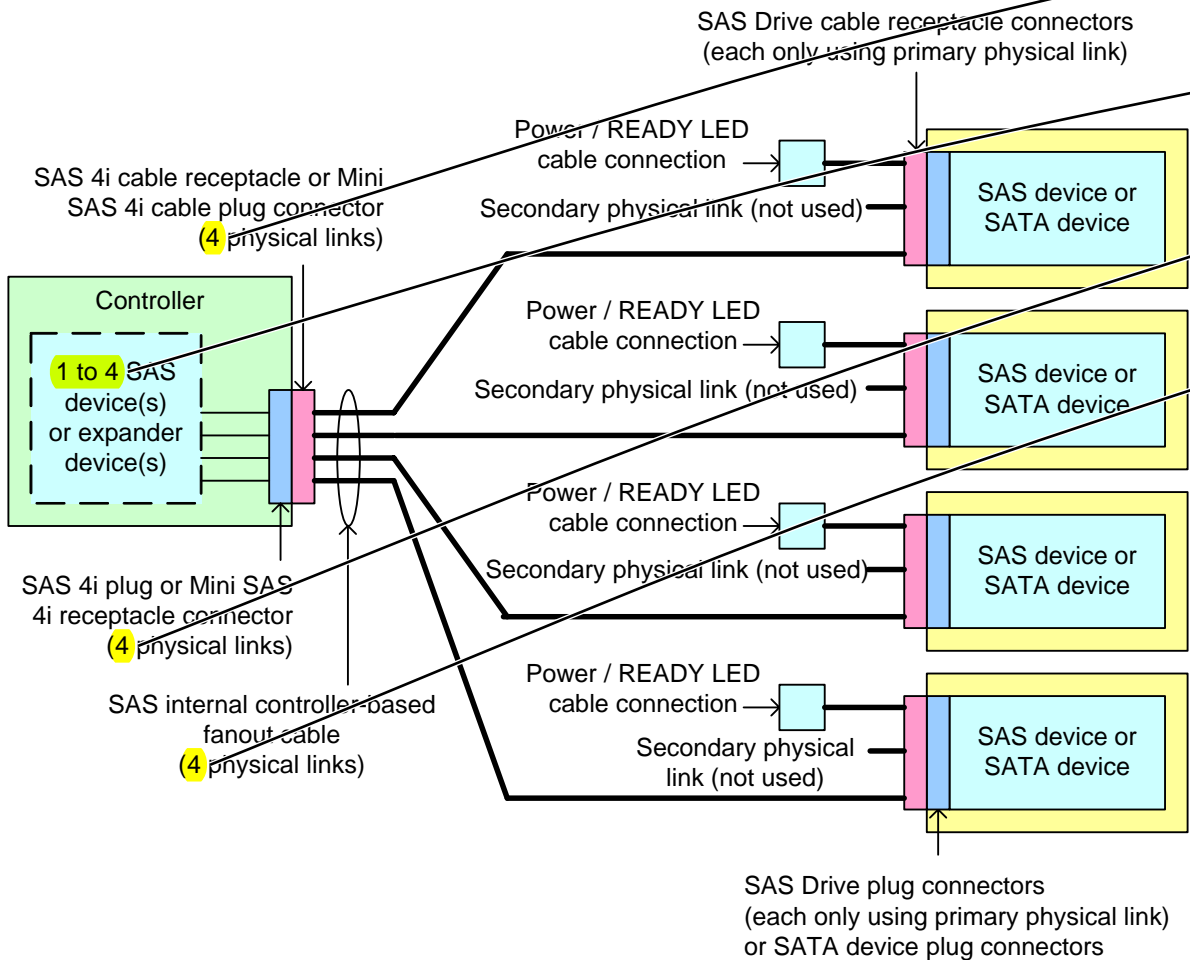 SAS Drive cable receptacle connectors
(each only using primary physical link)
Power / READY LED
cable connection
SAS 4i cable receptacle or Mini
SAS 4i cable plug connector
(4 physical links)
Secondary physical link (not used)
SAS device or
SATA device
Controller
1 to 4 SAS
device(s)
or expander
device(s)
Power / READY LED
cable connection
Secondary physical link (not used)
SAS device or
SATA device
Power / READY LED
cable connection
Secondary physical link (not used)
SAS device or
SATA device
SAS 4i plug or Mini SAS
4i receptacle connector
(4 physical links)
SAS internal controller-based
fanout cable
(4 physical links)
Power / READY LED
cable connection
Secondary physical
link (not used)
SAS device or
SATA device
SAS Drive plug connectors
(each only using primary physical link)
or SATA device plug connectors